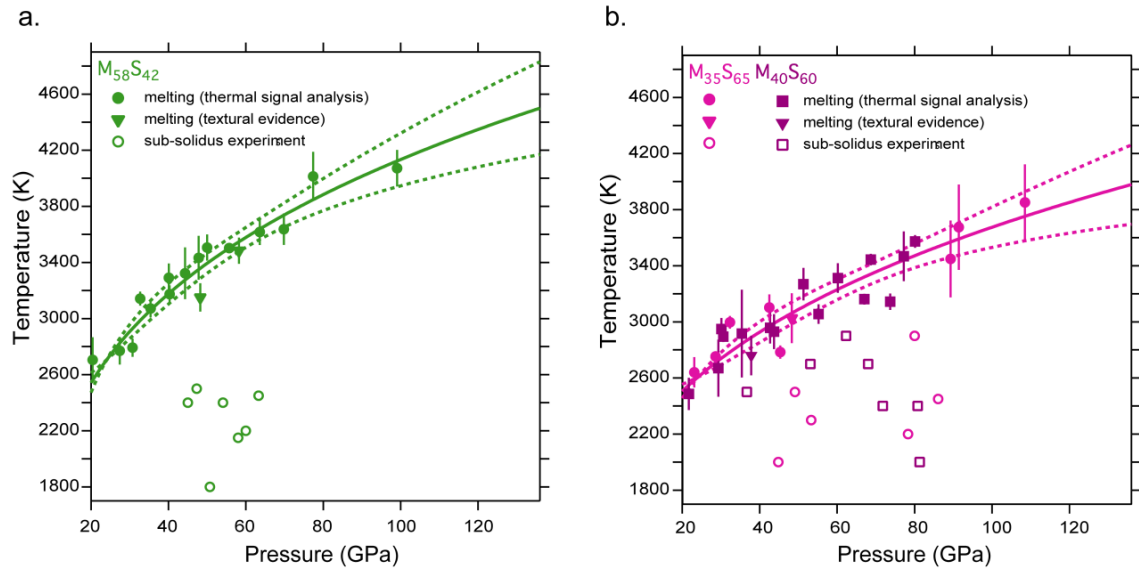 a.
M58S42
melting (thermal signal analysis)
melting (textural evidence)
sub-solidus experiment
Temperature (K)
4600
4200
3800
3400
3000
2600
2200
1800
20 40 60 80 100 120
Pressure (GPa)
b.
M35S65 M40S60
melting (thermal signal analysis)
melting (textural evidence)
sub-solidus experiment
Temperature (K)
4600
4200
3800
3400
3000
2600
2200
1800
20 40 60 80 100 120
Pressure (GPa)